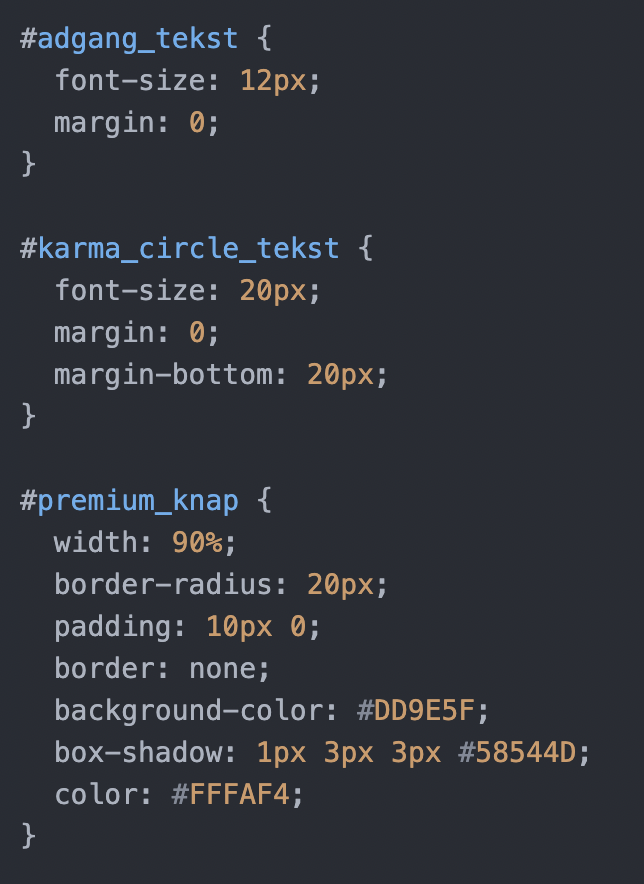 #adgang_tekst {
  font-size: 12px;
  margin: 0;
}

#karma_circle_tekst {
  font-size: 20px;
  margin: 0;
  margin-bottom: 20px;
}

#premium_knap {
  width: 90%;
  border-radius: 20px;
  padding: 10px 0;
  border: none;
  background-color: #DD9E5F;
  box-shadow: 1px 3px 3px #58544D;
  color: #FFFAF4;
}